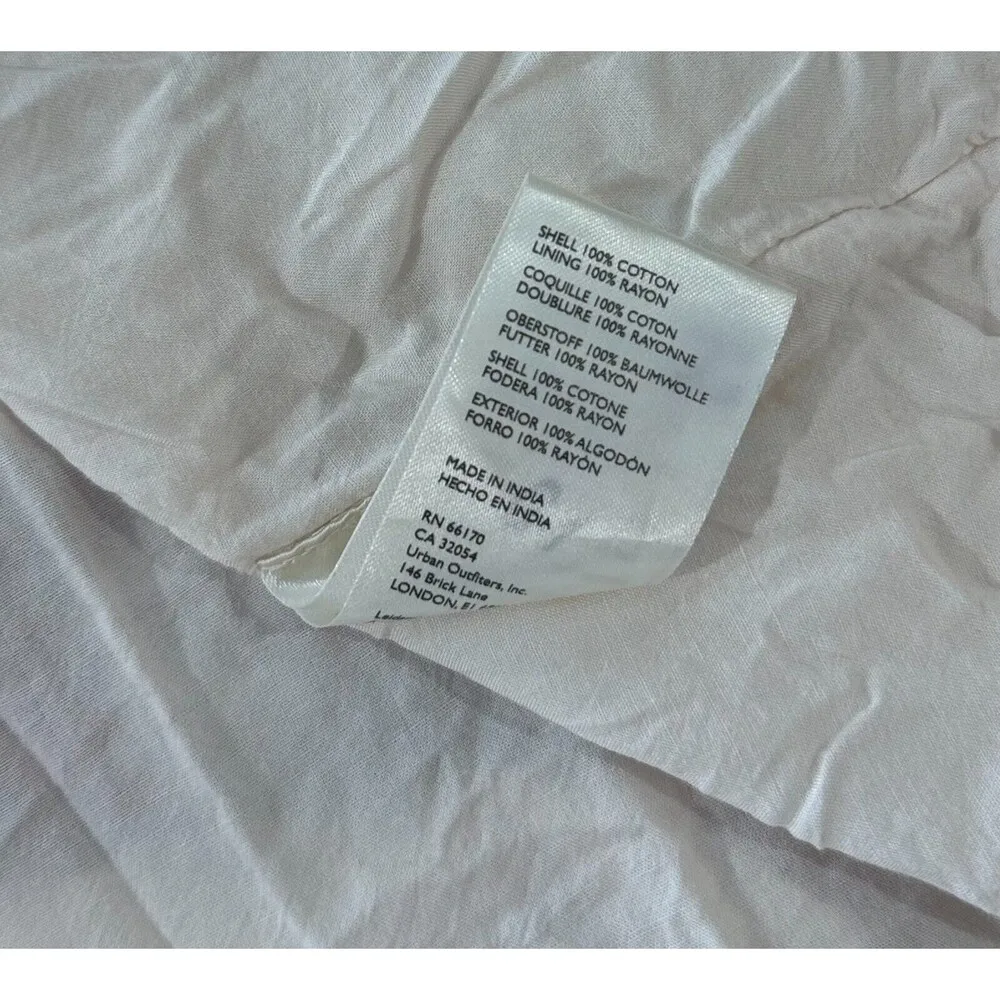 SHELL 100% COTTON
LINING 100% RAYON
COQUILLE 100% COTON
DOUBLURE 100% RAYONNE
OBERSTOFF 100% BAUMWOLLE
FUTTER 100% RAYON
SHELL 100% COTONE
FODERA 100% RAYON
EXTERIOR 100% ALGODÓN
FORRO 100% RAYÓN
MADE IN INDIA
HECHO EN INDIA
RN 66170
CA 32054
Urban Outfitters, Inc.
146 Brick Lane
LONDON,